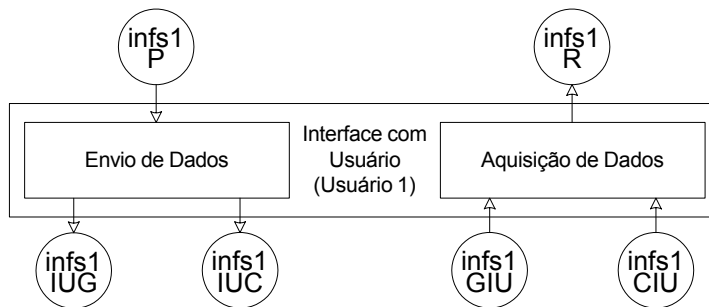 infs1
P
infs1
R
Envio de Dados
Interface com
Usuário
(Usuário 1)
Aquisição de Dados
infs1
IUG
infs1
IUC
infs1
GIU
infs1
CIU